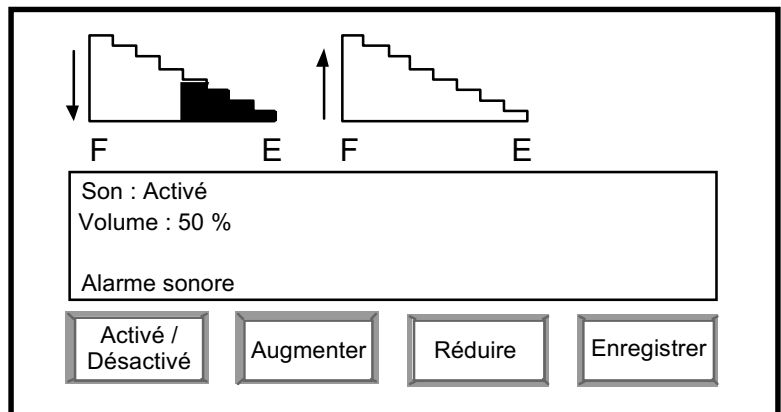 F E F E
Son : Activé
Volume : 50 %
Alarme sonore
Activé /
Désactivé
Augmenter
Réduire
Enregistrer